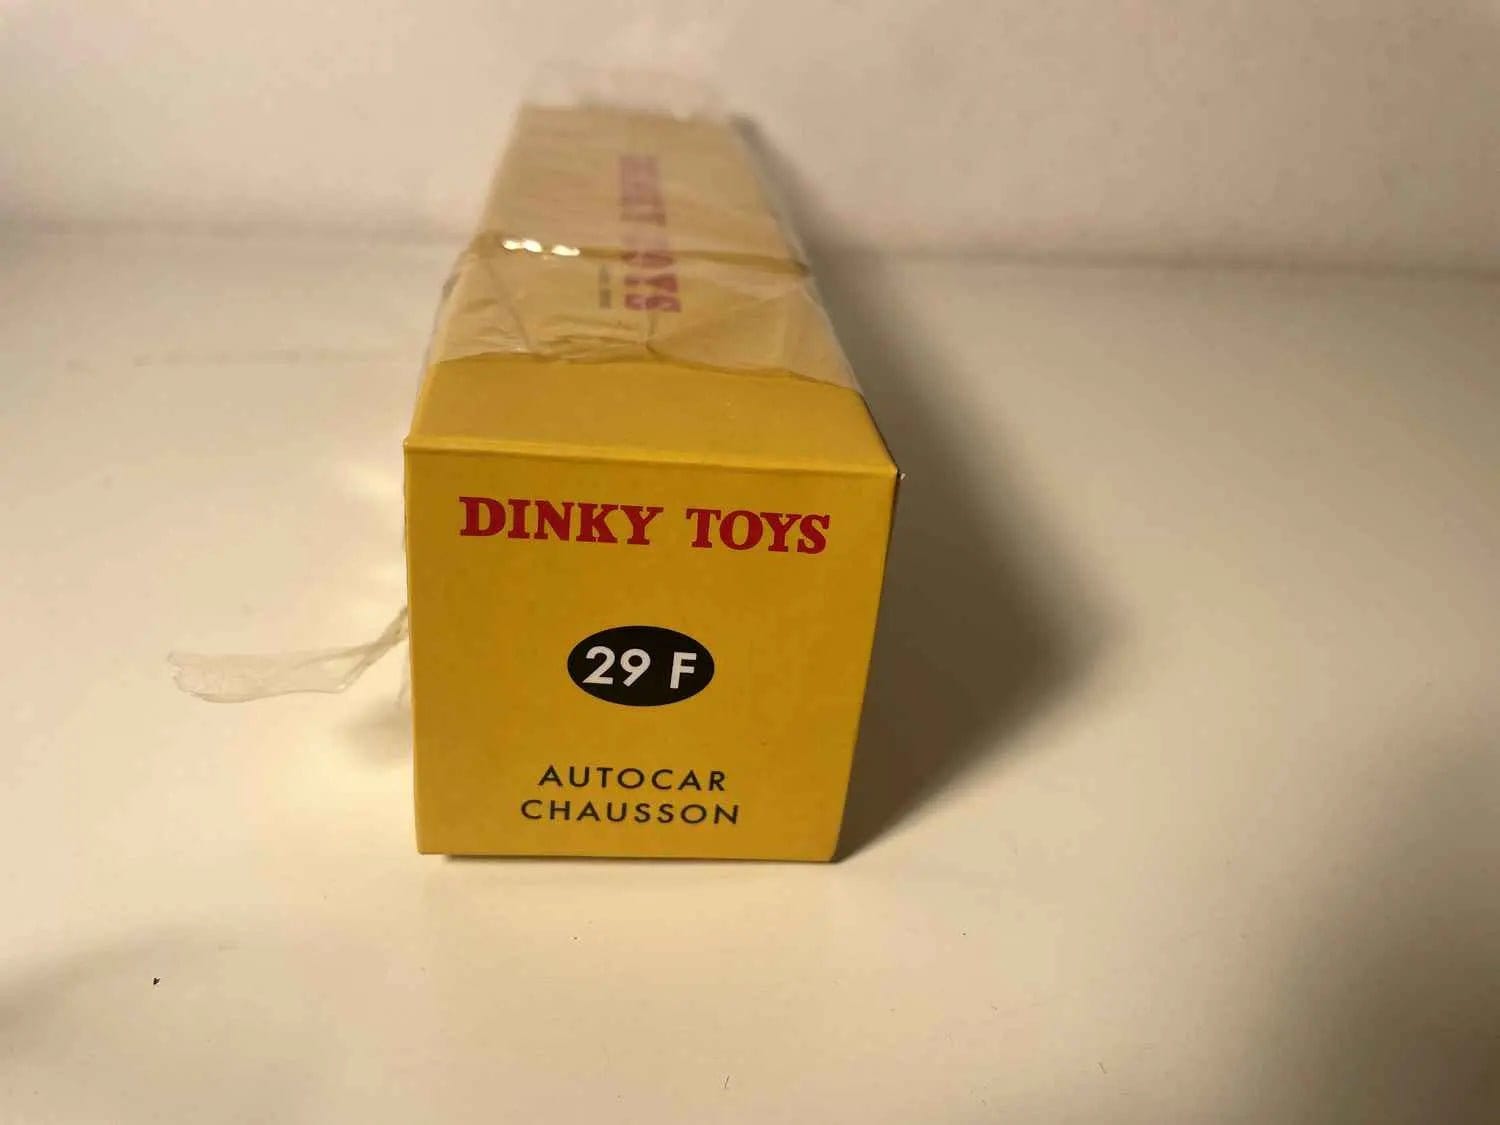 DINKY TOYS
DINKY TOYS
29 F
AUTOCAR
CHAUSSON